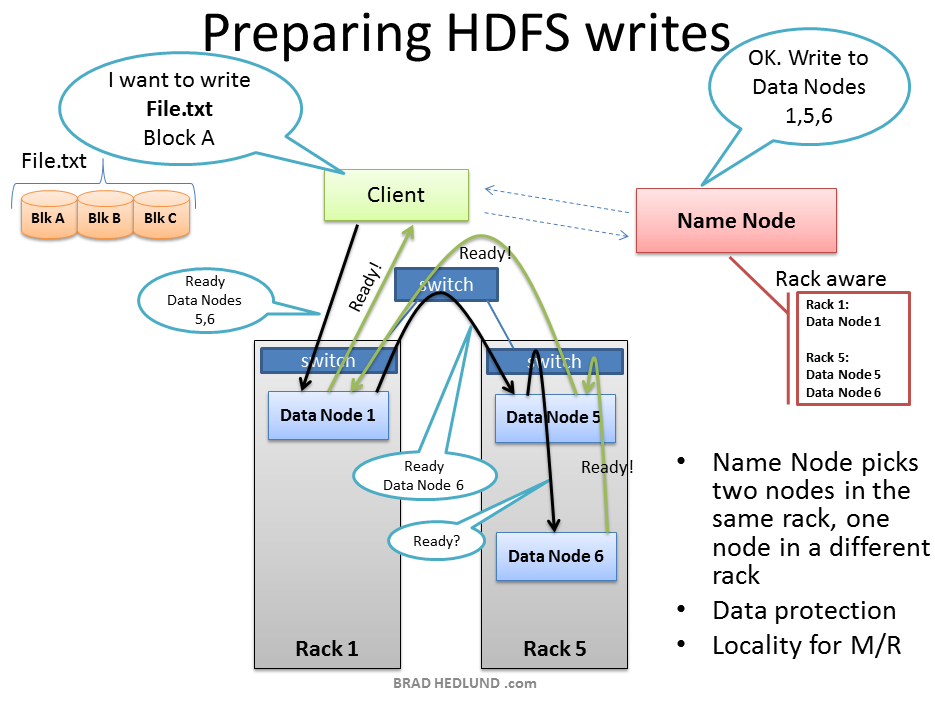 Preparing HDFS writes
I want to write
File.txt
Block A
OK. Write to
Data Nodes
1,5,6
File.txt
Blk A
Blk B
Blk C
Client
Name Node
Ready!
Ready!
switch
Ready
Data Nodes
5,6
Rack aware
Rack 1:
Data Node 1
Rack 5:
Data Node 5
Data Node 6
switch
switch
Data Node 1
Data Node 5
Ready
Data Node 6
Ready!
Ready?
Data Node 6
Rack 1
Rack 5
• Name Node picks
two nodes in the
same rack, one
node in a different
rack
• Data protection
• Locality for M/R
BRAD HEDLUND .com